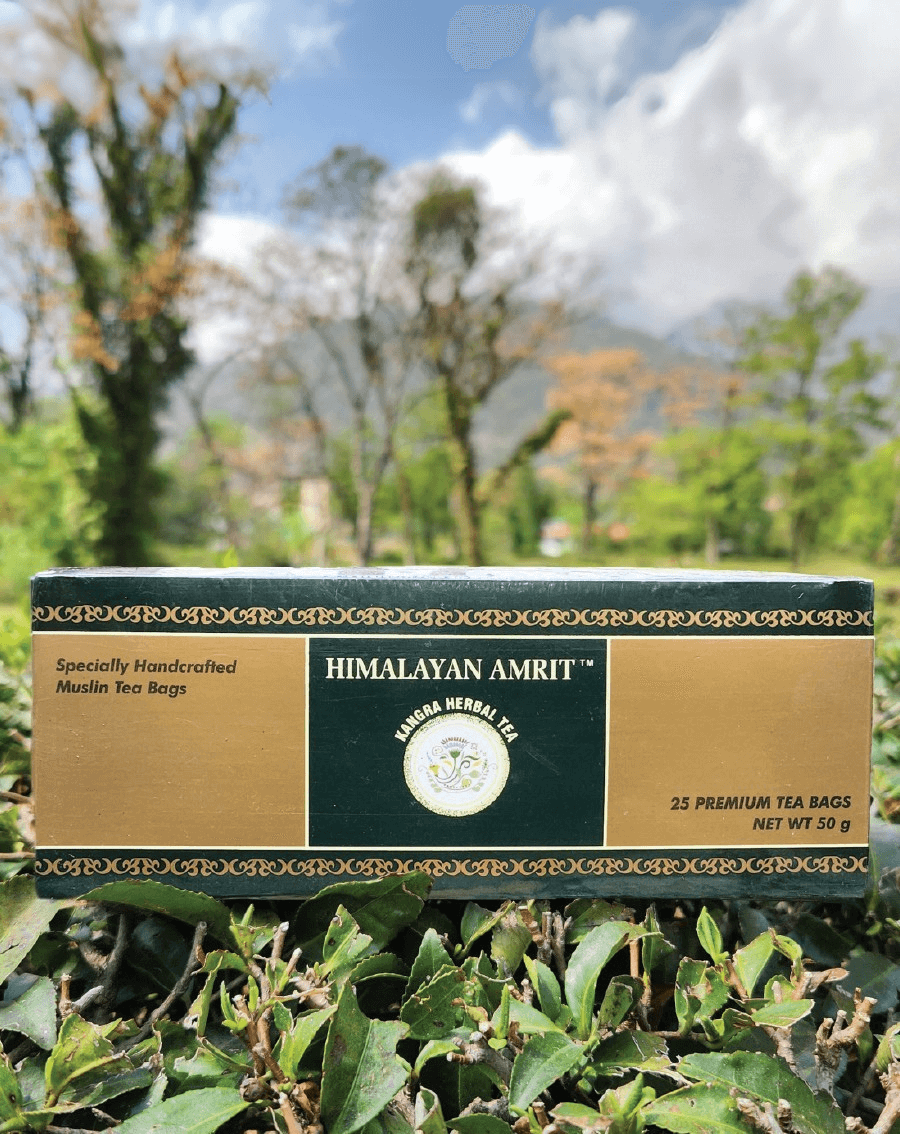 Specially Handcrafted
Muslin Tea Bags
HIMALAYAN AMRIT™
KANGRA HERBAL TEA
25 PREMIUM TEA BAGS
NET WT 50 g